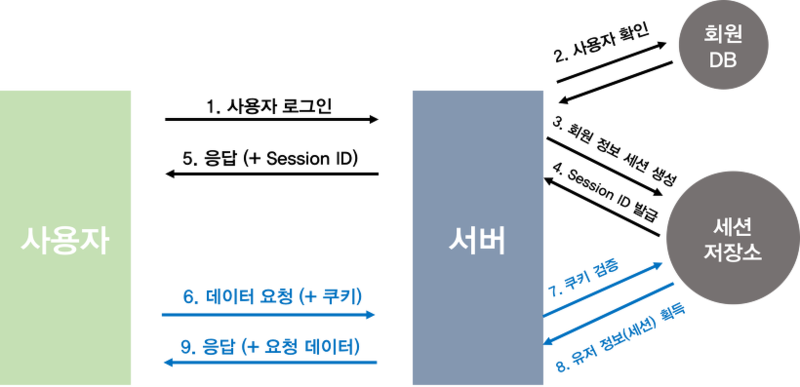 2. 사용자 확인
회원
DB
1. 사용자 로그인
3. 회원 정보 세션 생성
5. 응답 (+ Session ID)
4. Session ID 발급
사용자
서버
세션
저장소
6. 데이터 요청 (+ 쿠키)
7. 쿠키 검증
9. 응답 (+ 요청 데이터)
8. 유저 정보(세션) 획득